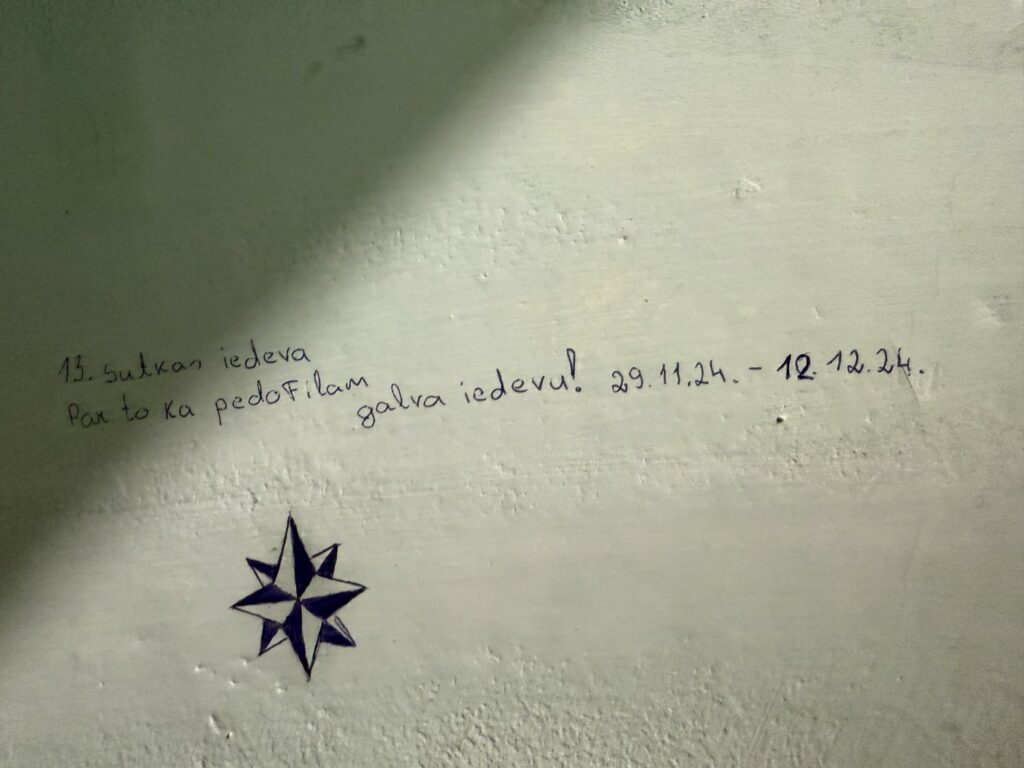 13. sutkas iedeva
Par to ka pedoFilam
galva iedevu! 29.11.24. - 12.12.24.